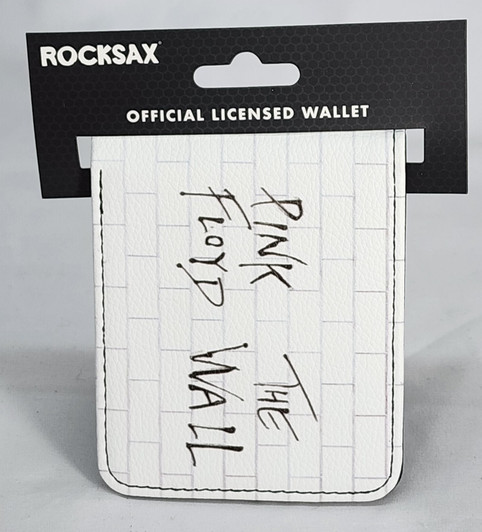 ROCKSAX
OFFICIAL LICENSED WALLET
PINK THE
FLOYD WALL